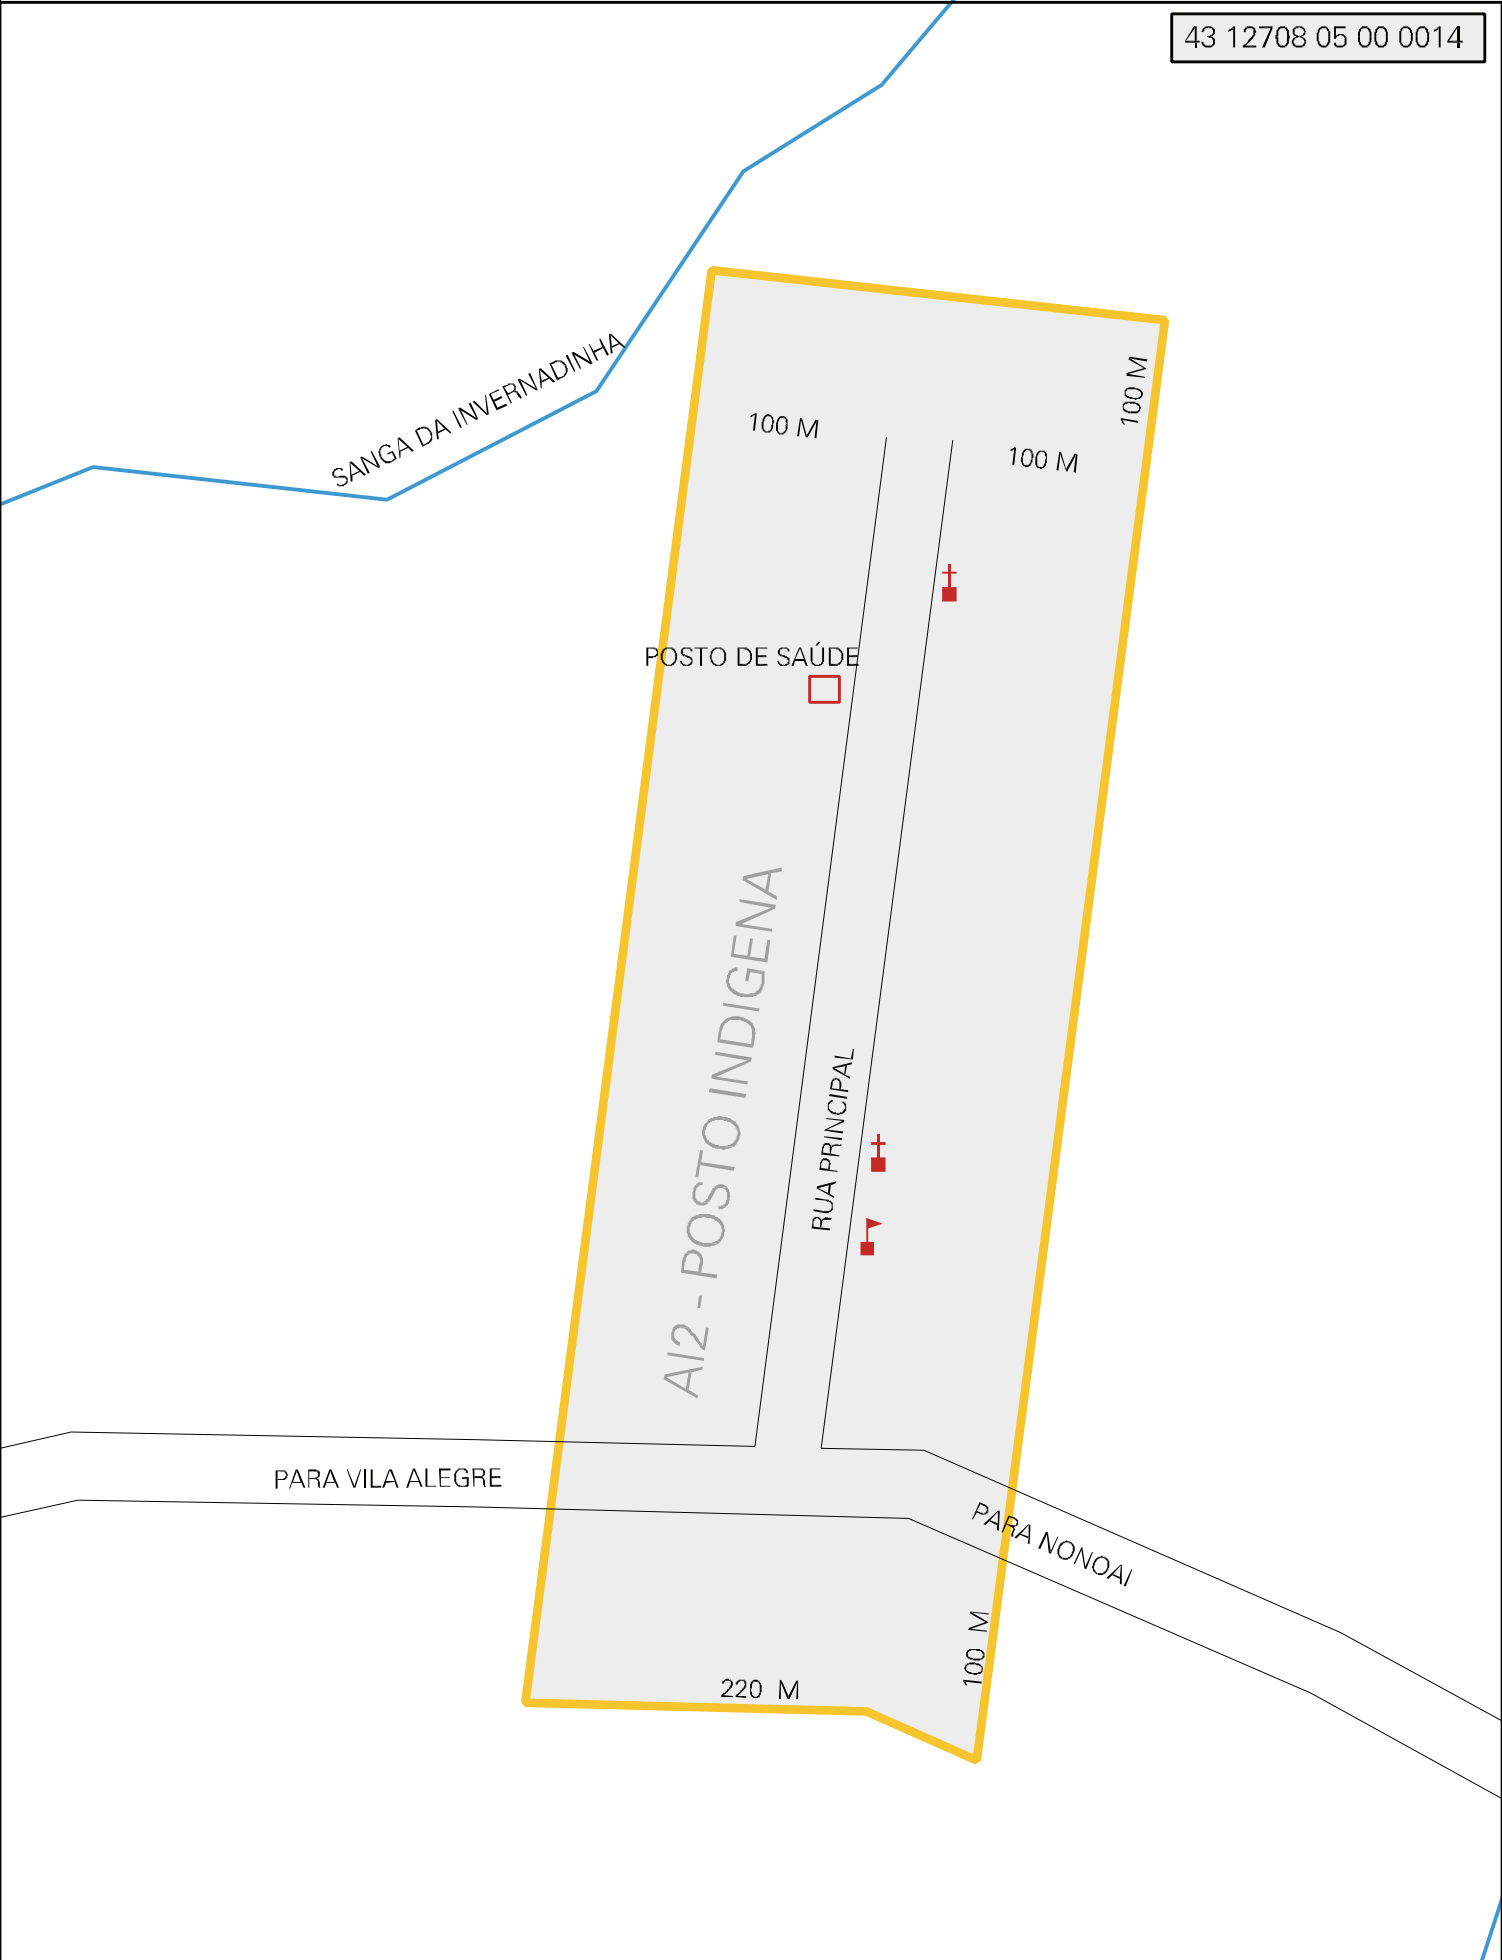 43 12708 05 00 0014
SANGA DA INVERNADINHA
100 M
100 M
100 M
POSTO DE SAÚDE
AI2 - POSTO INDIGENA
RUA PRINCIPAL
PARA VILA ALEGRE
PARA NONOAI
100 M
220 M